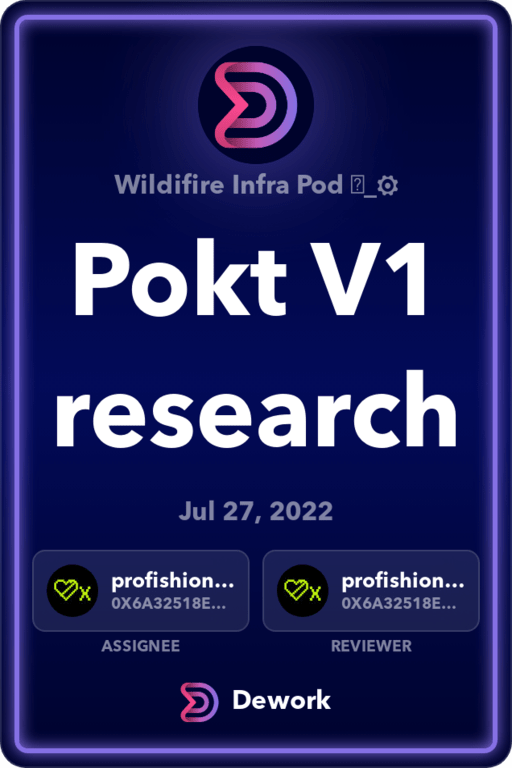 Wildifire Infra Pod ⍰_⚙
Pokt V1
research
Jul 27, 2022
profishion...
0X6A32518E...
ASSIGNEE
profishion...
0X6A32518E...
REVIEWER
Dework